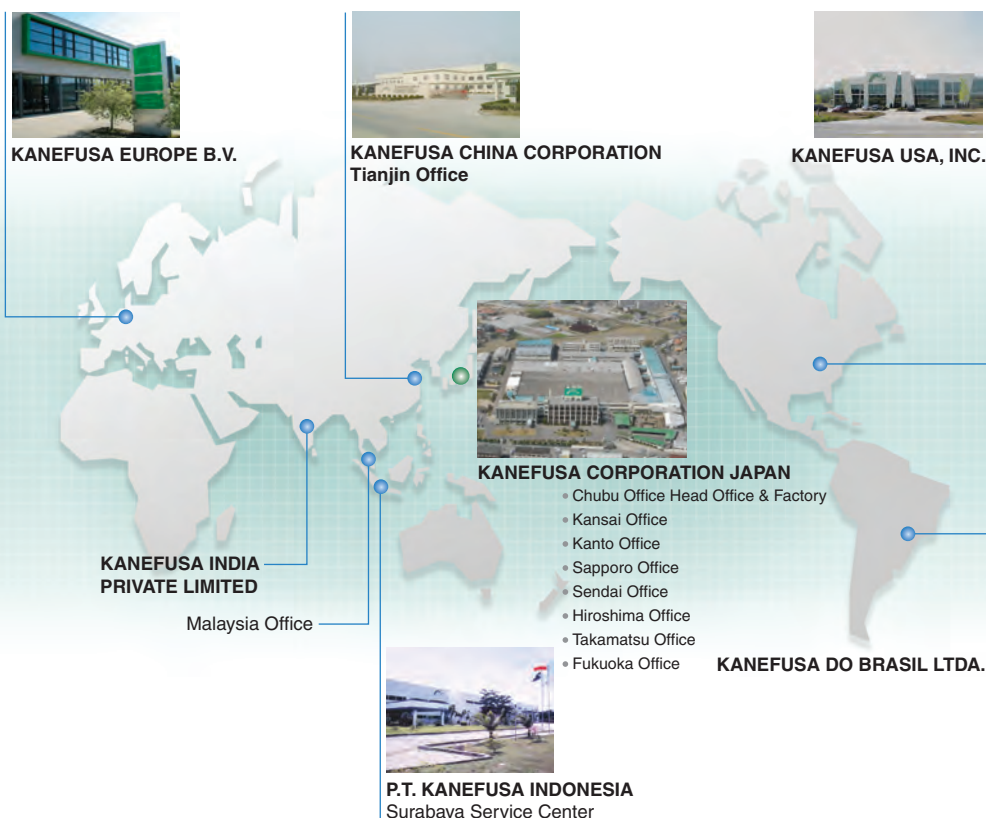 KANEFUSA EUROPE B.V.
KANEFUSA CHINA CORPORATION
Tianjin Office
KANEFUSA USA, INC.
KANEFUSA CORPORATION JAPAN
• Chubu Office Head Office & Factory
• Kansai Office
• Kanto Office
• Sapporo Office
• Sendai Office
• Hiroshima Office
• Takamatsu Office
• Fukuoka Office
KANEFUSA INDIA
PRIVATE LIMITED
Malaysia Office
KANEFUSA DO BRASIL LTDA.
P.T. KANEFUSA INDONESIA
Surabaya Service Center